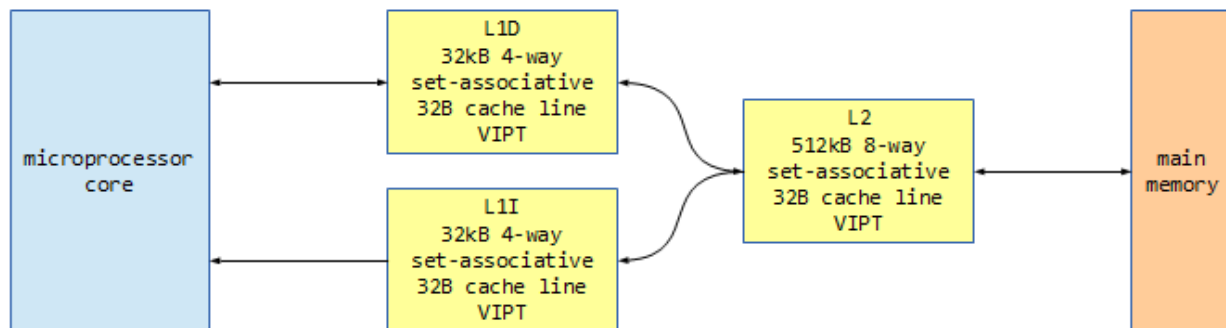 microprocessor
core
L1D
32kB 4-way
set-associative
32B cache line
VIPT
L1I
32kB 4-way
set-associative
32B cache line
VIPT
L2
512kB 8-way
set-associative
32B cache line
VIPT
main
memory